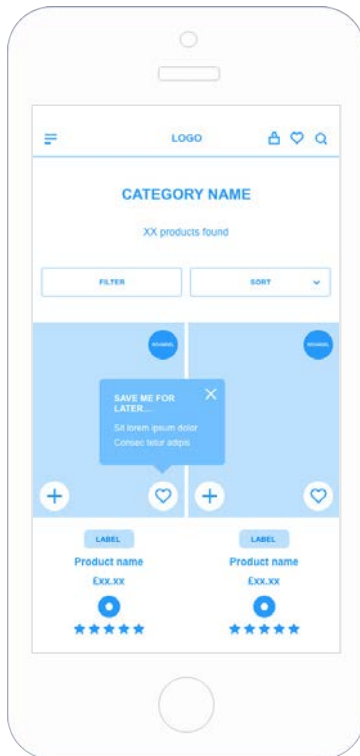 LOGO
CATEGORY NAME
XX products found
FILTER
SORT
SAVE ME FOR
LATER...
Sit lorem ipsum dolor
Consec tetur adipis
LABEL
LABEL
Product name
Product name
£xx.xx
£xx.xx